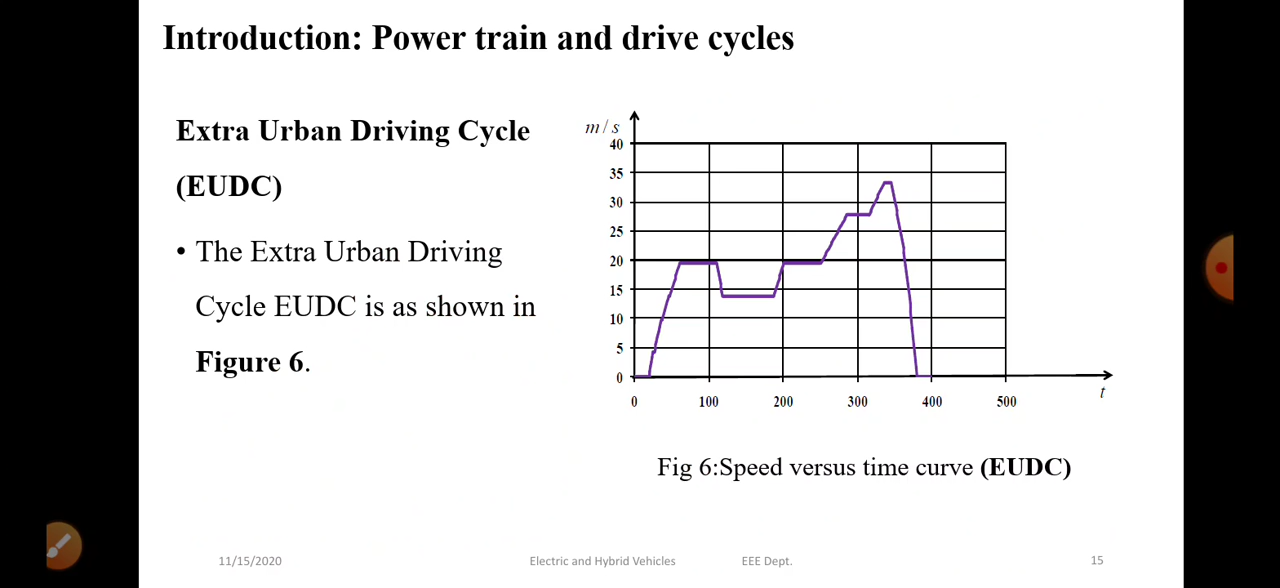 Introduction: Power train and drive cycles
Extra Urban Driving Cycle
(EUDC)
• The Extra Urban Driving
Cycle EUDC is as shown in
Figure 6.
m / s
40
35
30
25
20
15
10
5
0
0 100 200 300 400 500
t
Fig 6:Speed versus time curve (EUDC)
11/15/2020 Electric and Hybrid Vehicles EEE Dept. 15